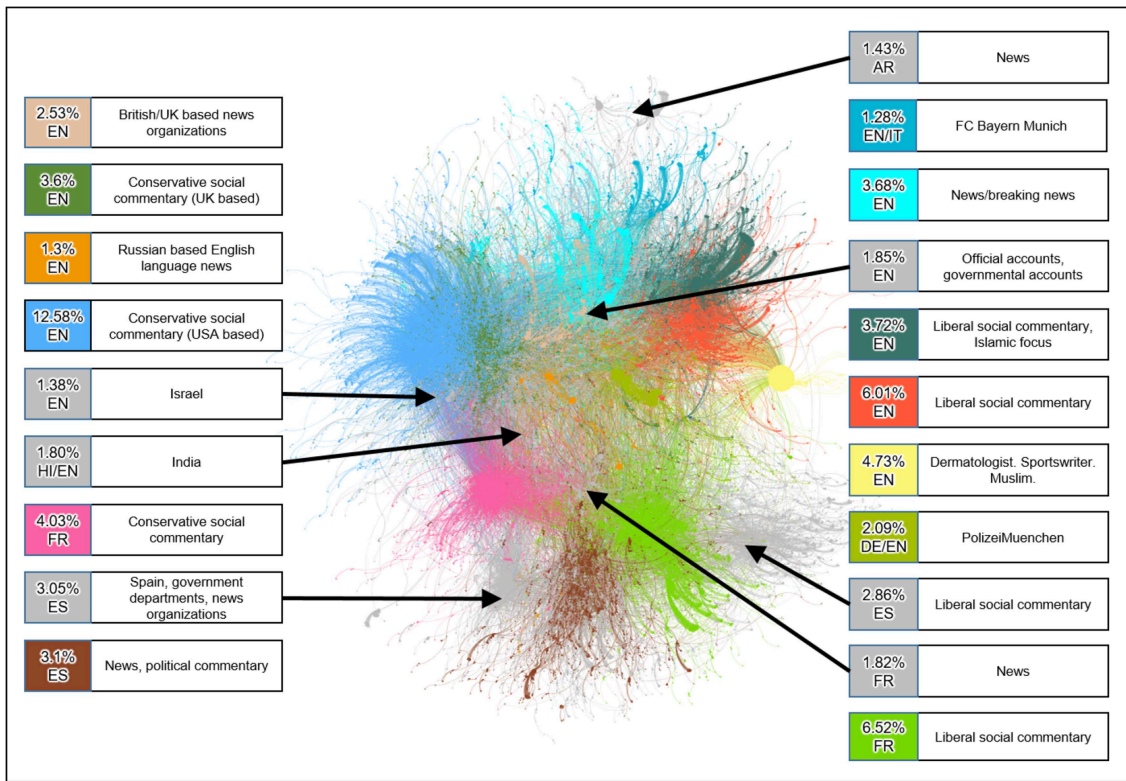 2.53%
EN
British/UK based news
organizations
3.6%
EN
Conservative social
commentary (UK based)
1.3%
EN
Russian based English
language news
12.58%
EN
Conservative social
commentary (USA based)
1.38%
EN
Israel
1.80%
HI/EN
India
4.03%
FR
Conservative social
commentary
3.05%
ES
Spain, government
departments, news
organizations
3.1%
ES
News, political commentary
1.43%
AR
News
1.28%
EN/IT
FC Bayern Munich
3.68%
EN
News/breaking news
1.85%
EN
Official accounts,
governmental accounts
3.72%
EN
Liberal social commentary,
Islamic focus
6.01%
EN
Liberal social commentary
4.73%
EN
Dermatologist. Sportswriter.
Muslim.
2.09%
DE/EN
PolizeiMuenchen
2.86%
ES
Liberal social commentary
1.82%
FR
News
6.52%
FR
Liberal social commentary